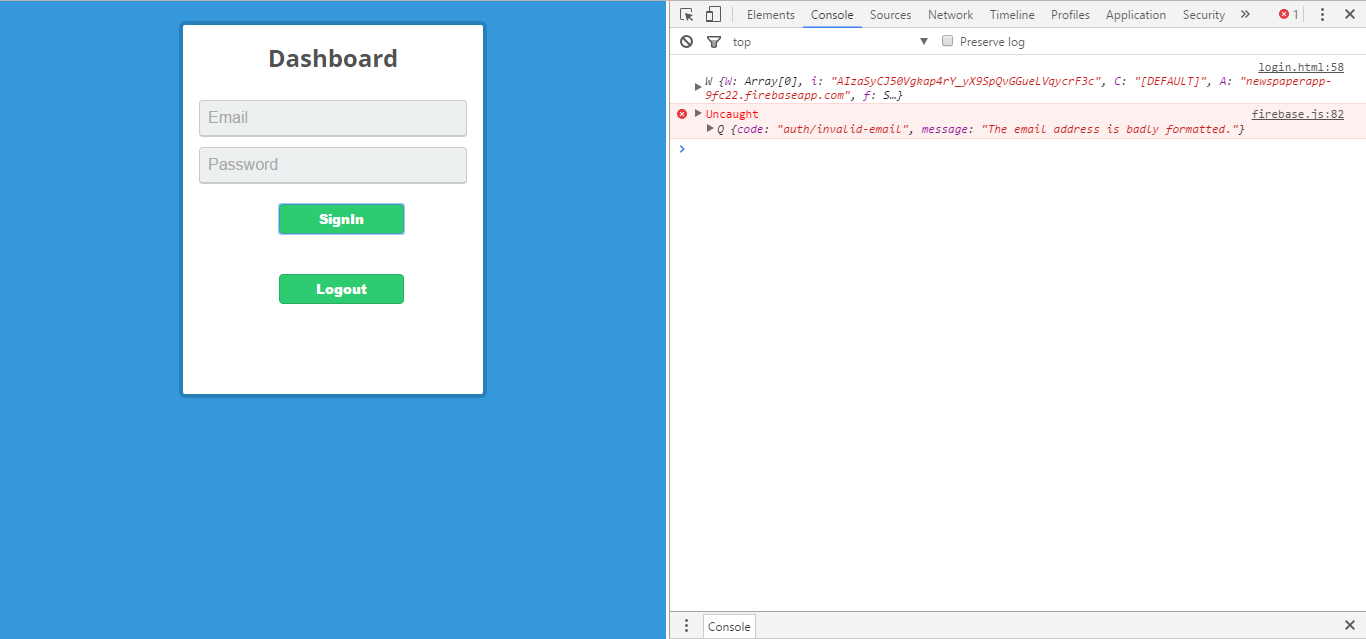 Dashboard
Email
Password
SignIn
Logout
Elements Console Sources Network Timeline Profiles Application Security » 1
top Preserve log
login.html:58
W {W: Array[0], i: "AIzaSyCJ50Vgkap4rY_yX9SpQvGGueLVqycrF3c", C: "[DEFAULT]", A: "newspaperapp-
9fc22.firebaseapp.com", f: S…}
Uncaught firebase.js:82
Q {code: "auth/invalid-email", message: "The email address is badly formatted."}
Console